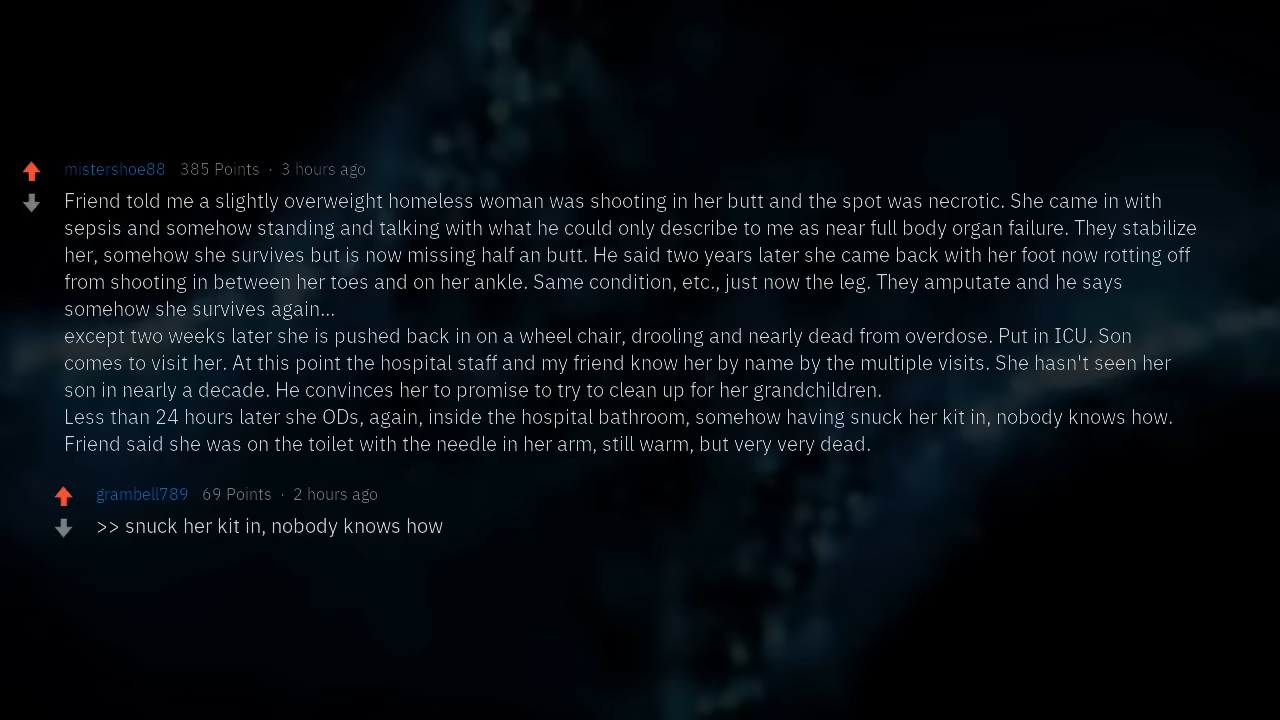 mistershoe88 385 Points · 3 hours ago
Friend told me a slightly overweight homeless woman was shooting in her butt and the spot was necrotic. She came in with
sepsis and somehow standing and talking with what he could only describe to me as near full body organ failure. They stabilize
her, somehow she survives but is now missing half an butt. He said two years later she came back with her foot now rotting off
from shooting in between her toes and on her ankle. Same condition, etc., just now the leg. They amputate and he says
somehow she survives again...
except two weeks later she is pushed back in on a wheel chair, drooling and nearly dead from overdose. Put in ICU. Son
comes to visit her. At this point the hospital staff and my friend know her by name by the multiple visits. She hasn't seen her
son in nearly a decade. He convinces her to promise to try to clean up for her grandchildren.
Less than 24 hours later she ODs, again, inside the hospital bathroom, somehow having snuck her kit in, nobody knows how.
Friend said she was on the toilet with the needle in her arm, still warm, but very very dead.
grambell789 69 Points · 2 hours ago
>> snuck her kit in, nobody knows how